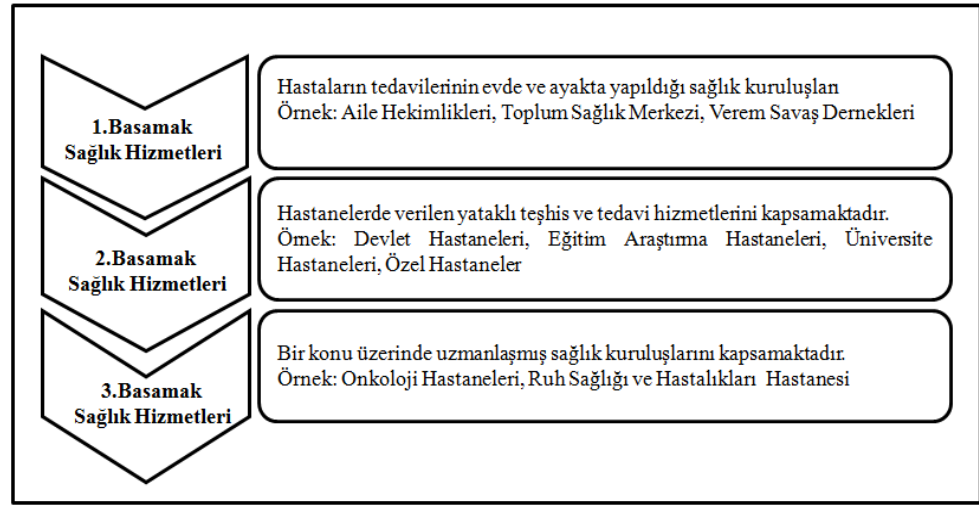 1.Basamak
Sağlık Hizmetleri
Hastaların tedavilerinin evde ve ayakta yapıldığı sağlık kuruluşları
Örnek: Aile Hekimlikleri, Toplum Sağlık Merkezi, Verem Savaş Dernekleri
2.Basamak
Sağlık Hizmetleri
Hastanelerde verilen yataklı teşhis ve tedavi hizmetlerini kapsamaktadır.
Örnek: Devlet Hastaneleri, Eğitim Araştırma Hastaneleri, Üniversite
Hastaneleri, Özel Hastaneler
3.Basamak
Sağlık Hizmetleri
Bir konu üzerinde uzmanlaşmış sağlık kuruluşlarını kapsamaktadır.
Örnek: Onkoloji Hastaneleri, Ruh Sağlığı ve Hastalıkları Hastanesi